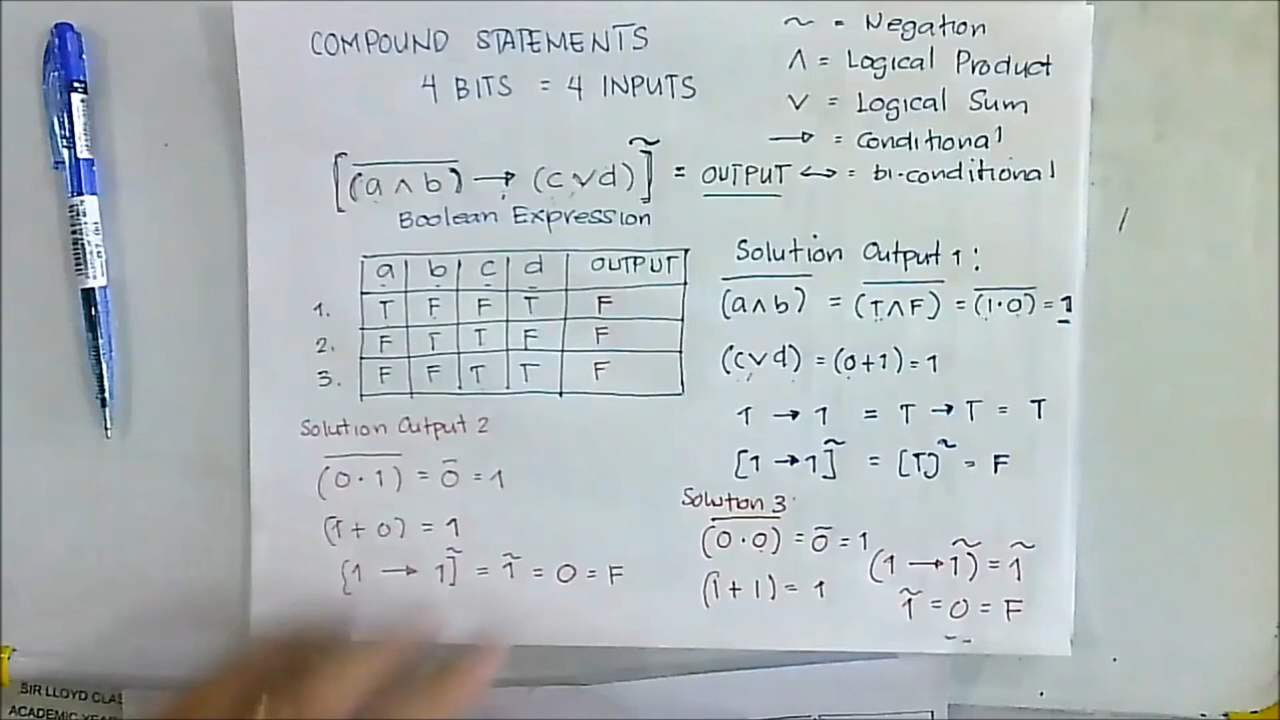 COMPOUND STATEMENTS
4 BITS = 4 INPUTS
~ = Negation
∧ = Logical Product
∨ = Logical Sum
→ = Conditional
↔ = bi-conditional
[(a̅ ̅∧̅ ̅b̅) → (c∨d)]~ = OUTPUT
Boolean Expression
a b c d OUTPUT
1. T F F T F
2. F T T F F
3. F F T T F
Solution Output 1:
(a̅ ̅∧̅ ̅b̅) = (T̅∧̅F̅) = (1̅·̅0̅) = 1
(c∨d) = (0+1) = 1
1 → 1 = T → T = T
[1 → 1]~ = [T]~ = F
Solution Output 2
(0̅·̅1̅) = 0̅ = 1
(1+0) = 1
[1 → 1]~ = 1~ = 0 = F
Solution 3:
(0̅·̅0̅) = 0̅ = 1
(1+1) = 1
(1 → 1)~ = 1~
1~ = 0 = F
SIR LLOYD CLAS
ACADEMIC YEA